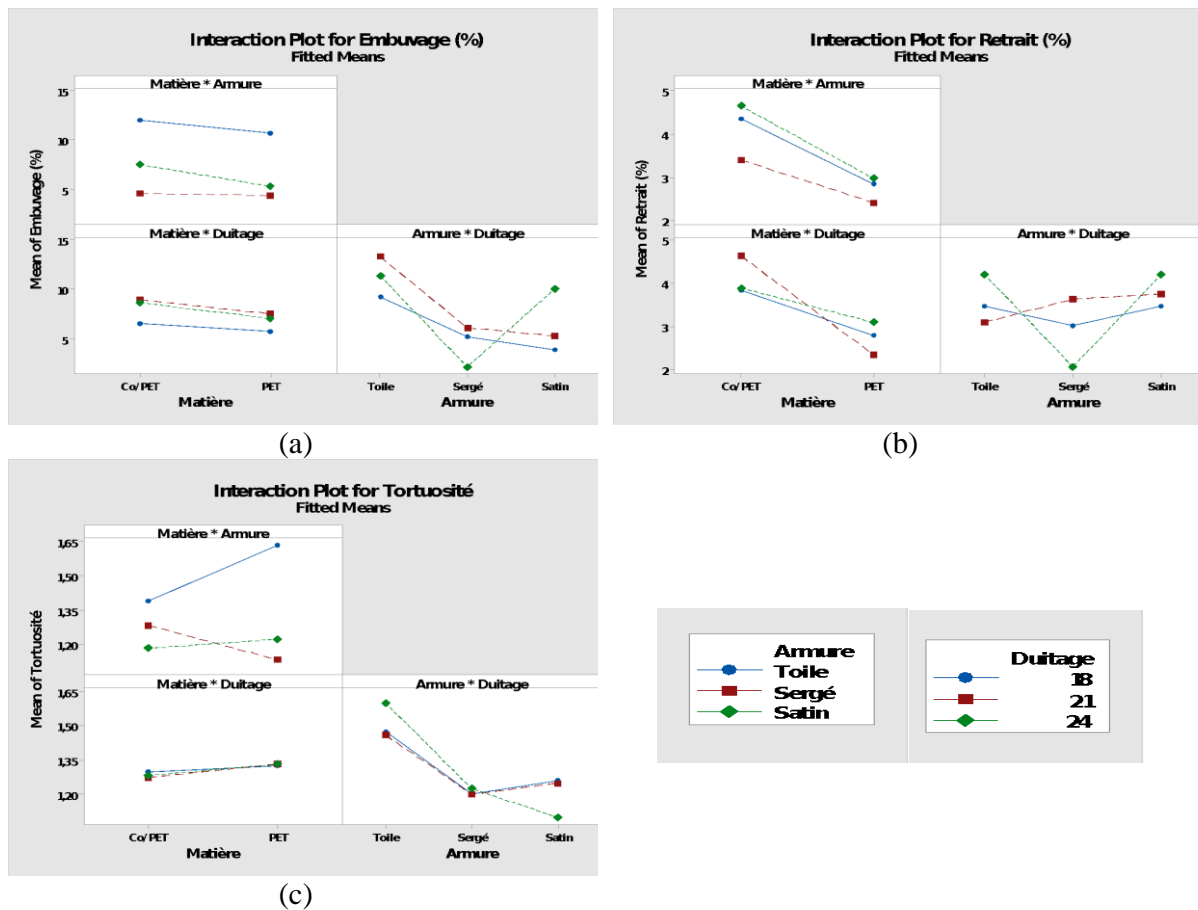 Interaction Plot for Embuvage (%)
Fitted Means
Matière * Armure
15
10
5
Matière * Duitage
Armure * Duitage
15
10
5
Mean of Embuvage (%)
Co/PET
PET
Toile
Sergé
Satin
Matière
Armure
(a)
Interaction Plot for Retrait (%)
Fitted Means
Matière * Armure
5
4
3
2
Matière * Duitage
Armure * Duitage
5
4
3
2
Mean of Retrait (%)
Co/PET
PET
Toile
Sergé
Satin
Matière
Armure
(b)
Interaction Plot for Tortuosité
Fitted Means
Matière * Armure
1,65
1,50
1,35
1,20
Matière * Duitage
Armure * Duitage
1,65
1,50
1,35
1,20
Mean of Tortuosité
Co/PET
PET
Toile
Sergé
Satin
Matière
Armure
(c)
Armure
Toile
Sergé
Satin
Duitage
18
21
24